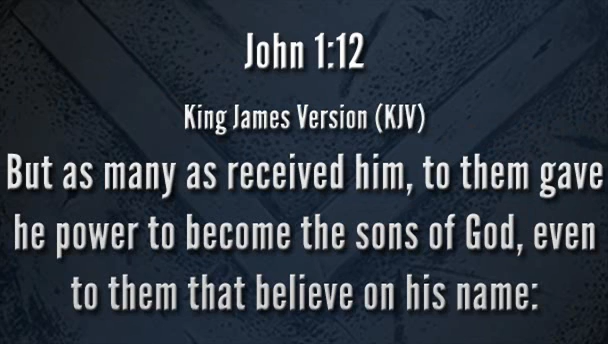 John 1:12
King James Version (KJV)
But as many as received him, to them gave
he power to become the sons of God, even
to them that believe on his name: